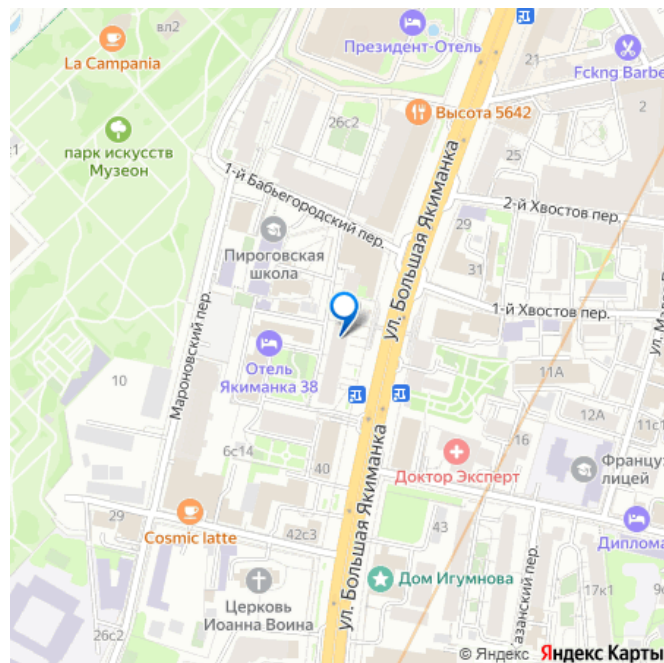 вл2
La Campania
Президент-Отель
21
Fckng Barbe
парк искусств
Музеон
26с2
Высота 5642
25
1-й Бабьегородский пер.
2-й Хвостов пер.
29
Пироговская
школа
31
ул. Большая Якиманка
1-й Хвостов пер.
Мароновский пер.
Отель
Якиманка 38
10
11А
12А
11с1
6с14
40
16
Доктор Эксперт
Француз
лицей
29
Cosmic latte
42с3
43
ул. Большая Якиманка
Диплома
Дом Игумнова
Церковь
Иоанна Воина
17к1
26с2
© Яндекс Яндекс Карты